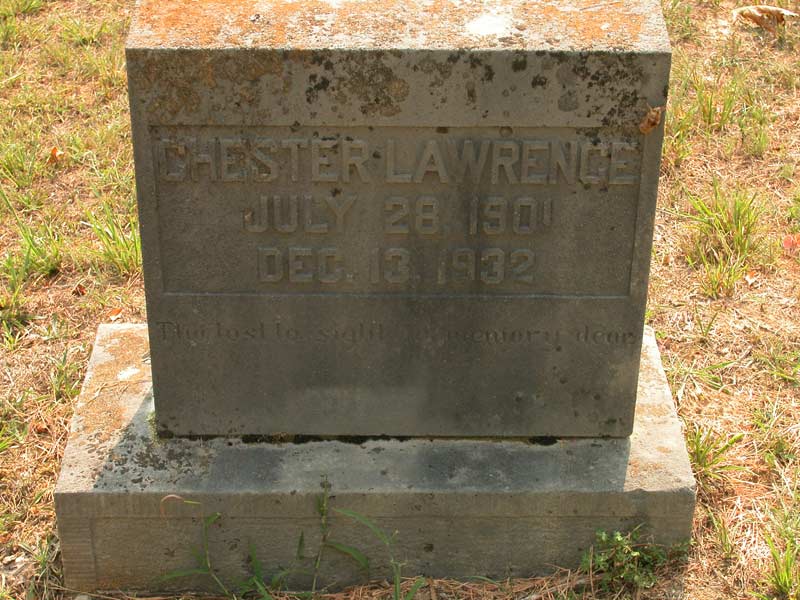 CHESTER LAWRENCE
JULY 28, 1901
DEC. 13, 1932
Tho' lost to sight, to memory dear